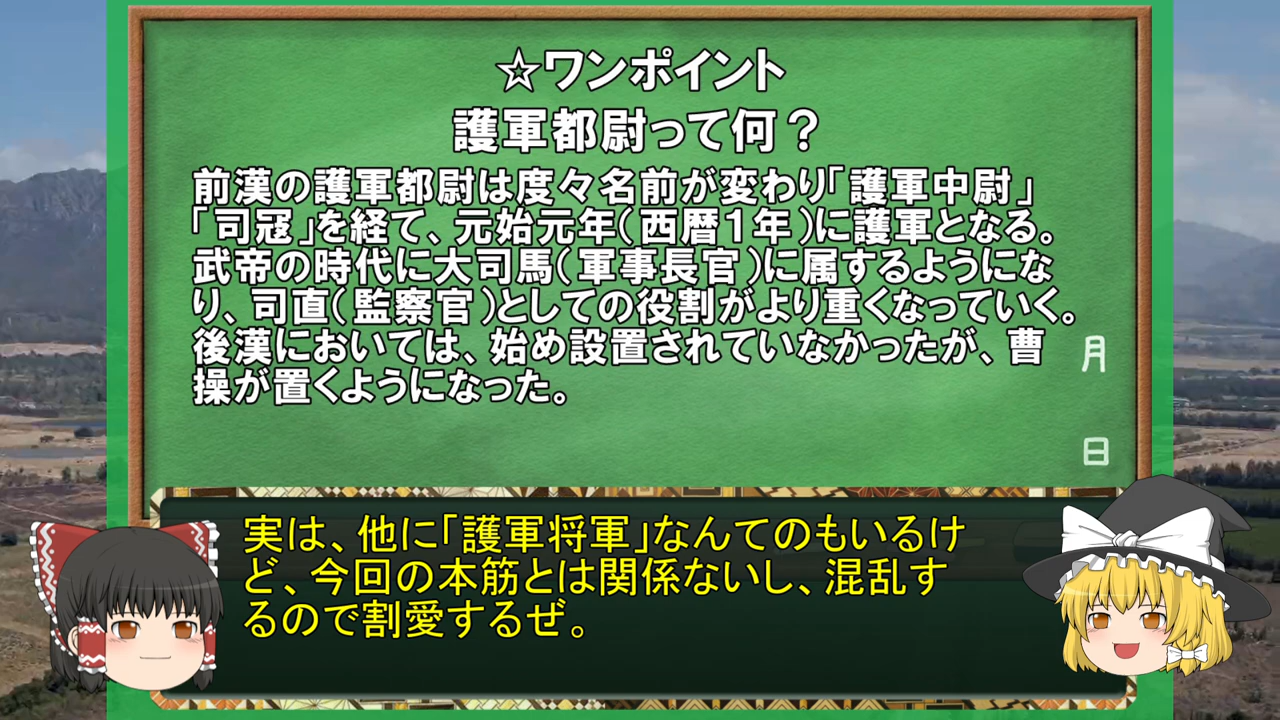 ☆ワンポイント
護軍都尉って何？
前漢の護軍都尉は度々名前が変わり「護軍中尉」
「司冠」を経て、元始元年（西暦１年）に護軍となる。
武帝の時代に大司馬（軍事長官）に属するようにな
り、司直（監察官）としての役割がより重くなっていく。
後漢においては、始め設置されていなかったが、曹
操が置くようになった。
月
日
実は、他に「護軍将軍」なんてのもいるけ
ど、今回の本筋とは関係ないし、混乱す
るので割愛するぜ。